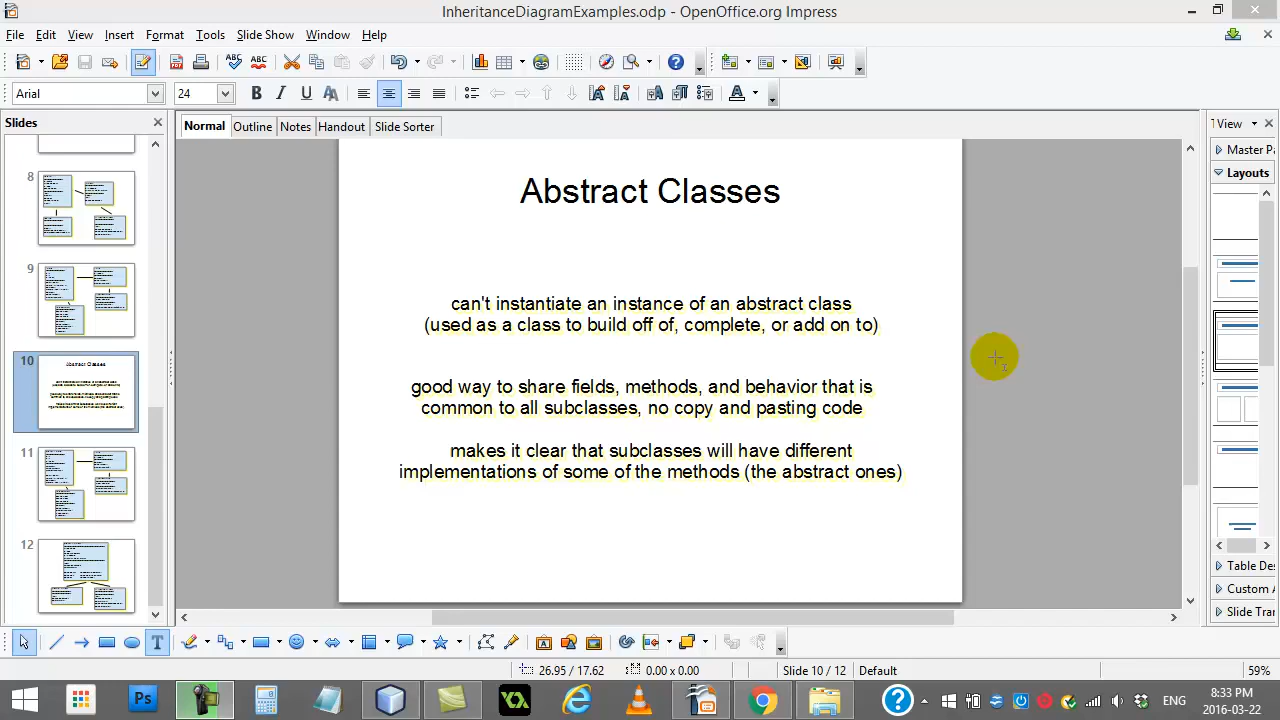 InheritanceDiagramExamples.odp - OpenOffice.org Impress
File Edit View Insert Format Tools Slide Show Window Help
Arial 24
Slides
Normal Outline Notes Handout Slide Sorter
View
Master Pa
Layouts
8
9
10
Abstract Classes
11
12
Abstract Classes
can't instantiate an instance of an abstract class
(used as a class to build off of, complete, or add on to)
good way to share fields, methods, and behavior that is
common to all subclasses, no copy and pasting code
makes it clear that subclasses will have different
implementations of some of the methods (the abstract ones)
Table Des
Custom A
Slide Tran
26.95 / 17.62 0.00 x 0.00 Slide 10 / 12 Default 59%
Ps
ENG
8:33 PM
2016-03-22